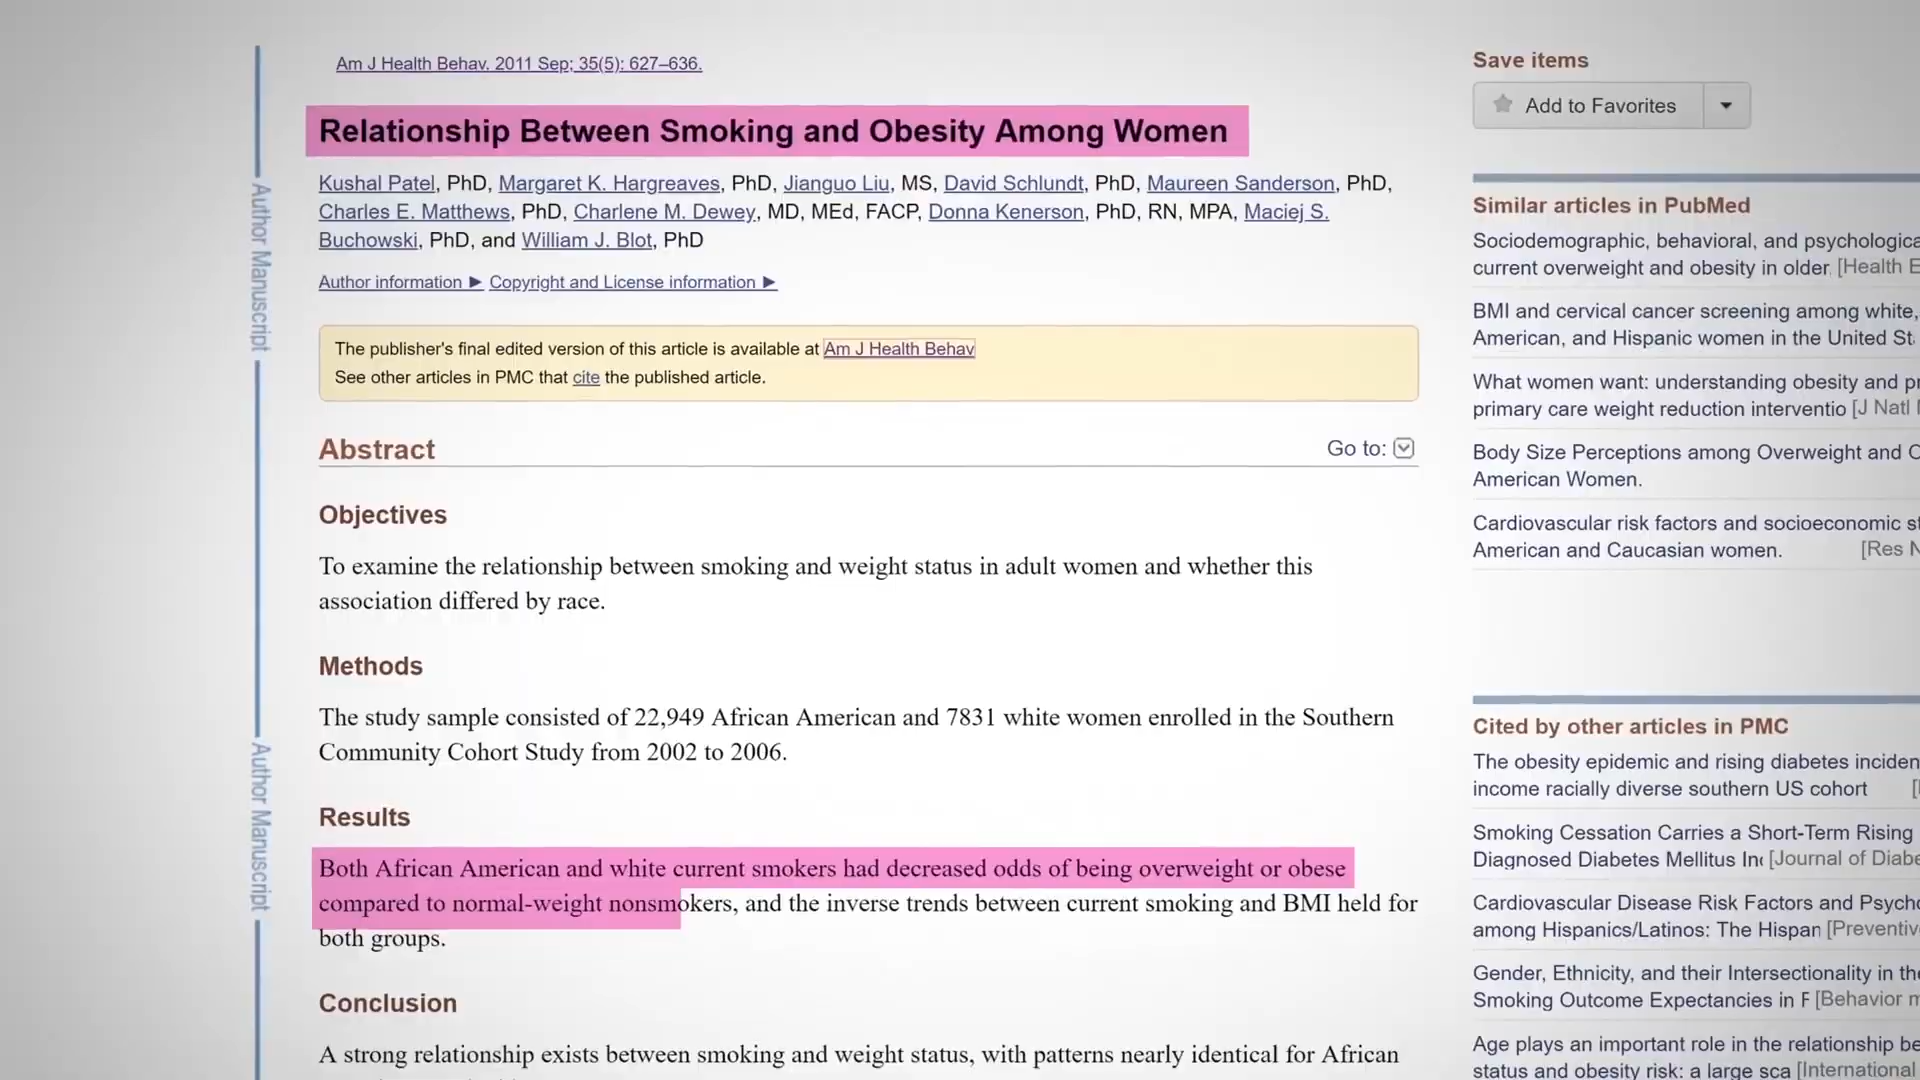 Am J Health Behav. 2011 Sep; 35(5): 627–636.
Relationship Between Smoking and Obesity Among Women
Kushal Patel, PhD, Margaret K. Hargreaves, PhD, Jianguo Liu, MS, David Schlundt, PhD, Maureen Sanderson, PhD,
Charles E. Matthews, PhD, Charlene M. Dewey, MD, MEd, FACP, Donna Kenerson, PhD, RN, MPA, Maciej S.
Buchowski, PhD, and William J. Blot, PhD
Author information ► Copyright and License information ►
The publisher's final edited version of this article is available at Am J Health Behav
See other articles in PMC that cite the published article.
Abstract
Go to:
Objectives
To examine the relationship between smoking and weight status in adult women and whether this
association differed by race.
Methods
The study sample consisted of 22,949 African American and 7831 white women enrolled in the Southern
Community Cohort Study from 2002 to 2006.
Results
Both African American and white current smokers had decreased odds of being overweight or obese
compared to normal-weight nonsmokers, and the inverse trends between current smoking and BMI held for
both groups.
Conclusion
A strong relationship exists between smoking and weight status, with patterns nearly identical for African
Author Manuscript
Author Manuscript
Save items
Add to Favorites
Similar articles in PubMed
Sociodemographic, behavioral, and
current overweight and obesity in older [Health
BMI and cervical cancer screening among white,
American, and Hispanic women in the United
What women want: understanding obesity and
primary care weight reduction interventio [J Natl
Body Size Perceptions among Overweight and
American Women.
Cardiovascular risk factors and socioeconomic
American and Caucasian women. [Res
Cited by other articles in PMC
The obesity epidemic and rising diabetes
income racially diverse southern US cohort
Smoking Cessation Carries a Short-Term Rising
Diagnosed Diabetes Mellitus [Journal of
Cardiovascular Disease Risk Factors and
among Hispanics/Latinos: The
Gender, Ethnicity, and their Intersectionality in
Smoking Outcome Expectancies in [Behavior
Age plays an important role in the relationship
status and obesity risk: a large sca [International